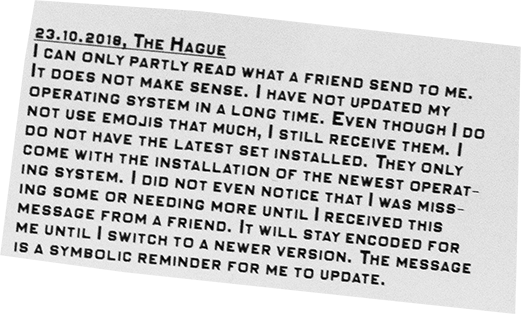 23.10.2018, The Hague
I can only partly read what a friend send to me.
It does not make sense. I have not updated my
operating system in a long time. Even though I do
not use emojis that much, I still receive them. I
do not have the latest set installed. They only
come with the installation of the newest operat-
ing system. I did not even notice that I was miss-
ing some or needing more until I received this
message from a friend. It will stay encoded for
me until I switch to a newer version. The message
is a symbolic reminder for me to update.